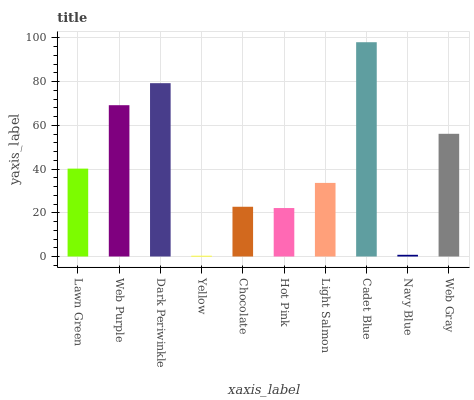 title
yaxis_label
100
80
60
40
20
0
Lawn Green
Web Purple
Dark Periwinkle
Yellow
Chocolate
Hot Pink
Light Salmon
Cadet Blue
Navy Blue
Web Gray
xaxis_label